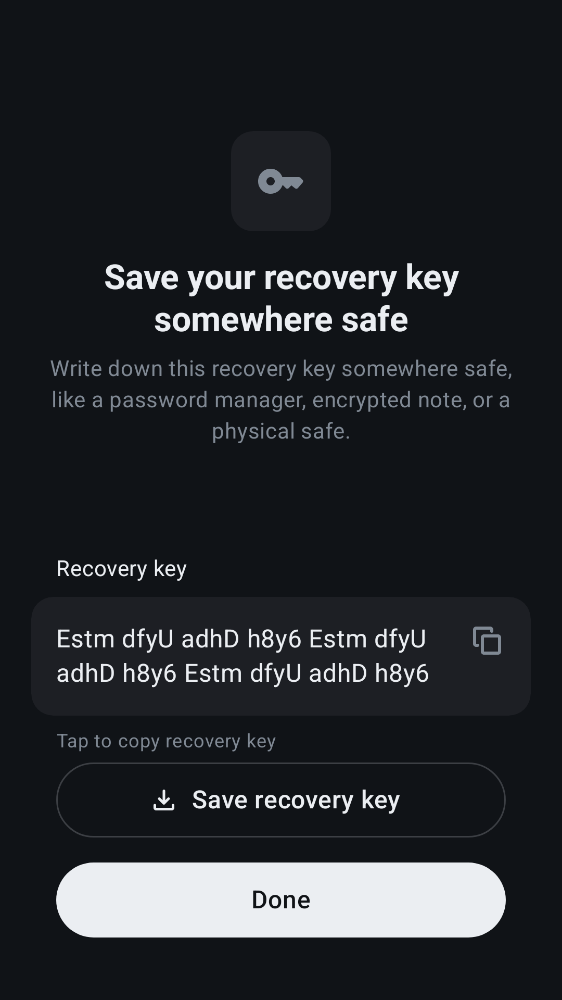 Save your recovery key
somewhere safe
Write down this recovery key somewhere safe,
like a password manager, encrypted note, or a
physical safe.
Recovery key
Estm dfyU adhD h8y6 Estm dfyU
adhD h8y6 Estm dfyU adhD h8y6
Tap to copy recovery key
Save recovery key
Done